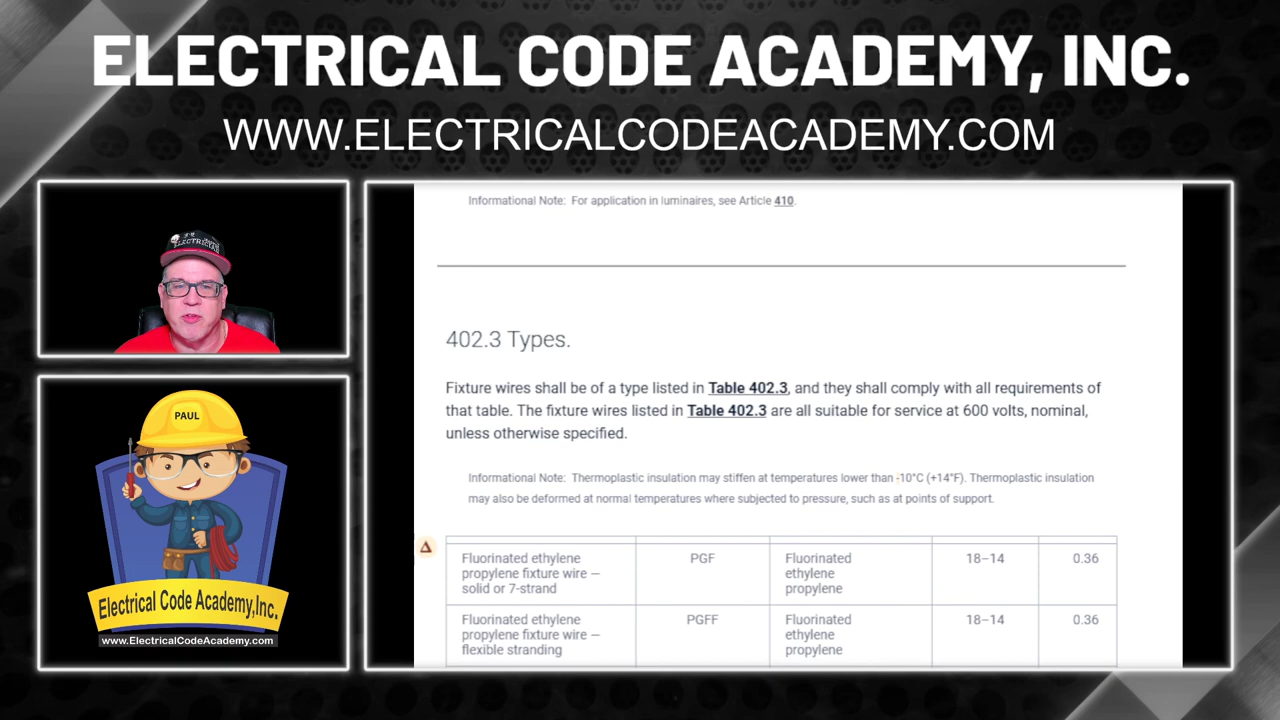 ELECTRICAL CODE ACADEMY, INC.
WWW.ELECTRICALCODEACADEMY.COM
ELECTRICIAN
PAUL
Electrical Code Academy,Inc.
www.ElectricalCodeAcademy.com
Informational Note: For application in luminaires, see Article 410.
402.3 Types.
Fixture wires shall be of a type listed in Table 402.3, and they shall comply with all requirements of
that table. The fixture wires listed in Table 402.3 are all suitable for service at 600 volts, nominal,
unless otherwise specified.
Informational Note: Thermoplastic insulation may stiffen at temperatures lower than -10°C (+14°F). Thermoplastic insulation
may also be deformed at normal temperatures where subjected to pressure, such as at points of support.
Δ
Fluorinated ethylene
propylene fixture wire —
solid or 7-strand
PGF
Fluorinated
ethylene
propylene
18–14
0.36
Fluorinated ethylene
propylene fixture wire —
flexible stranding
PGFF
Fluorinated
ethylene
propylene
18–14
0.36